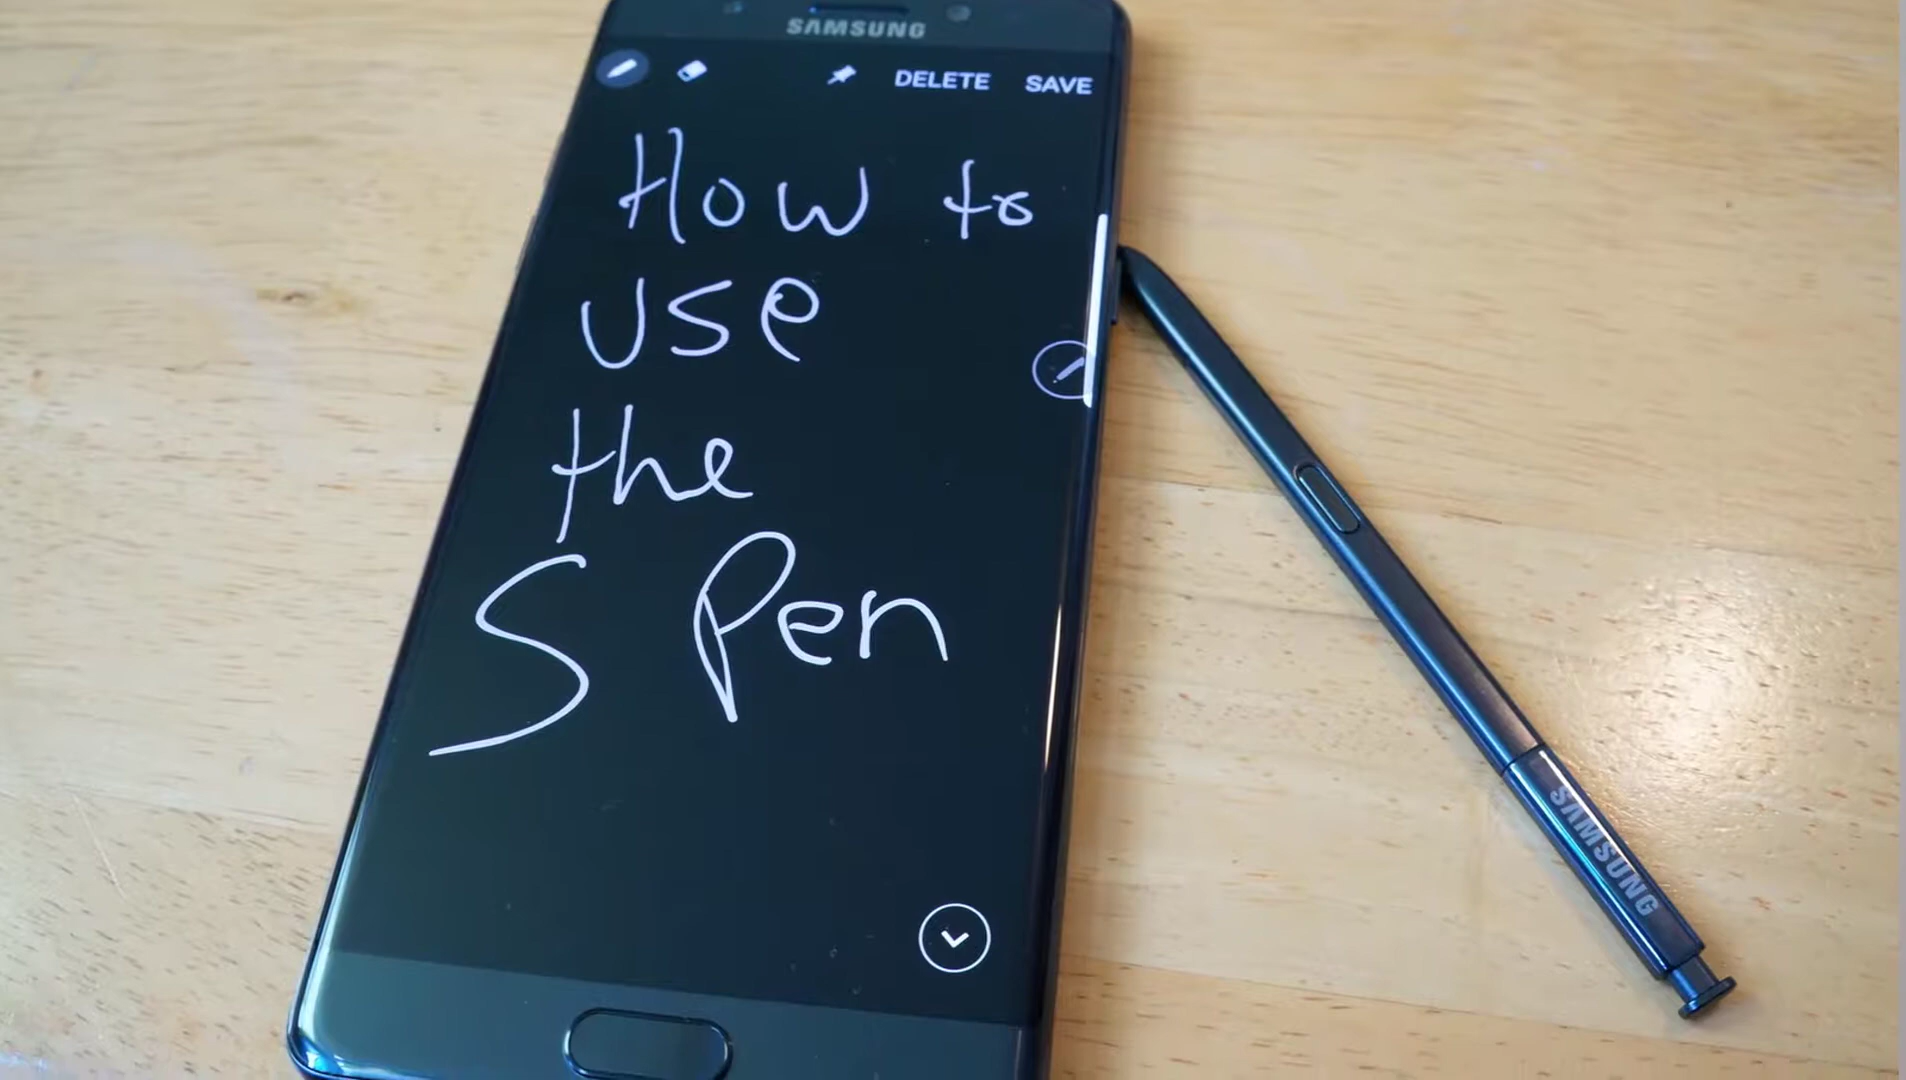 SAMSUNG
DELETE SAVE
How to
use
the
S Pen
SAMSUNG